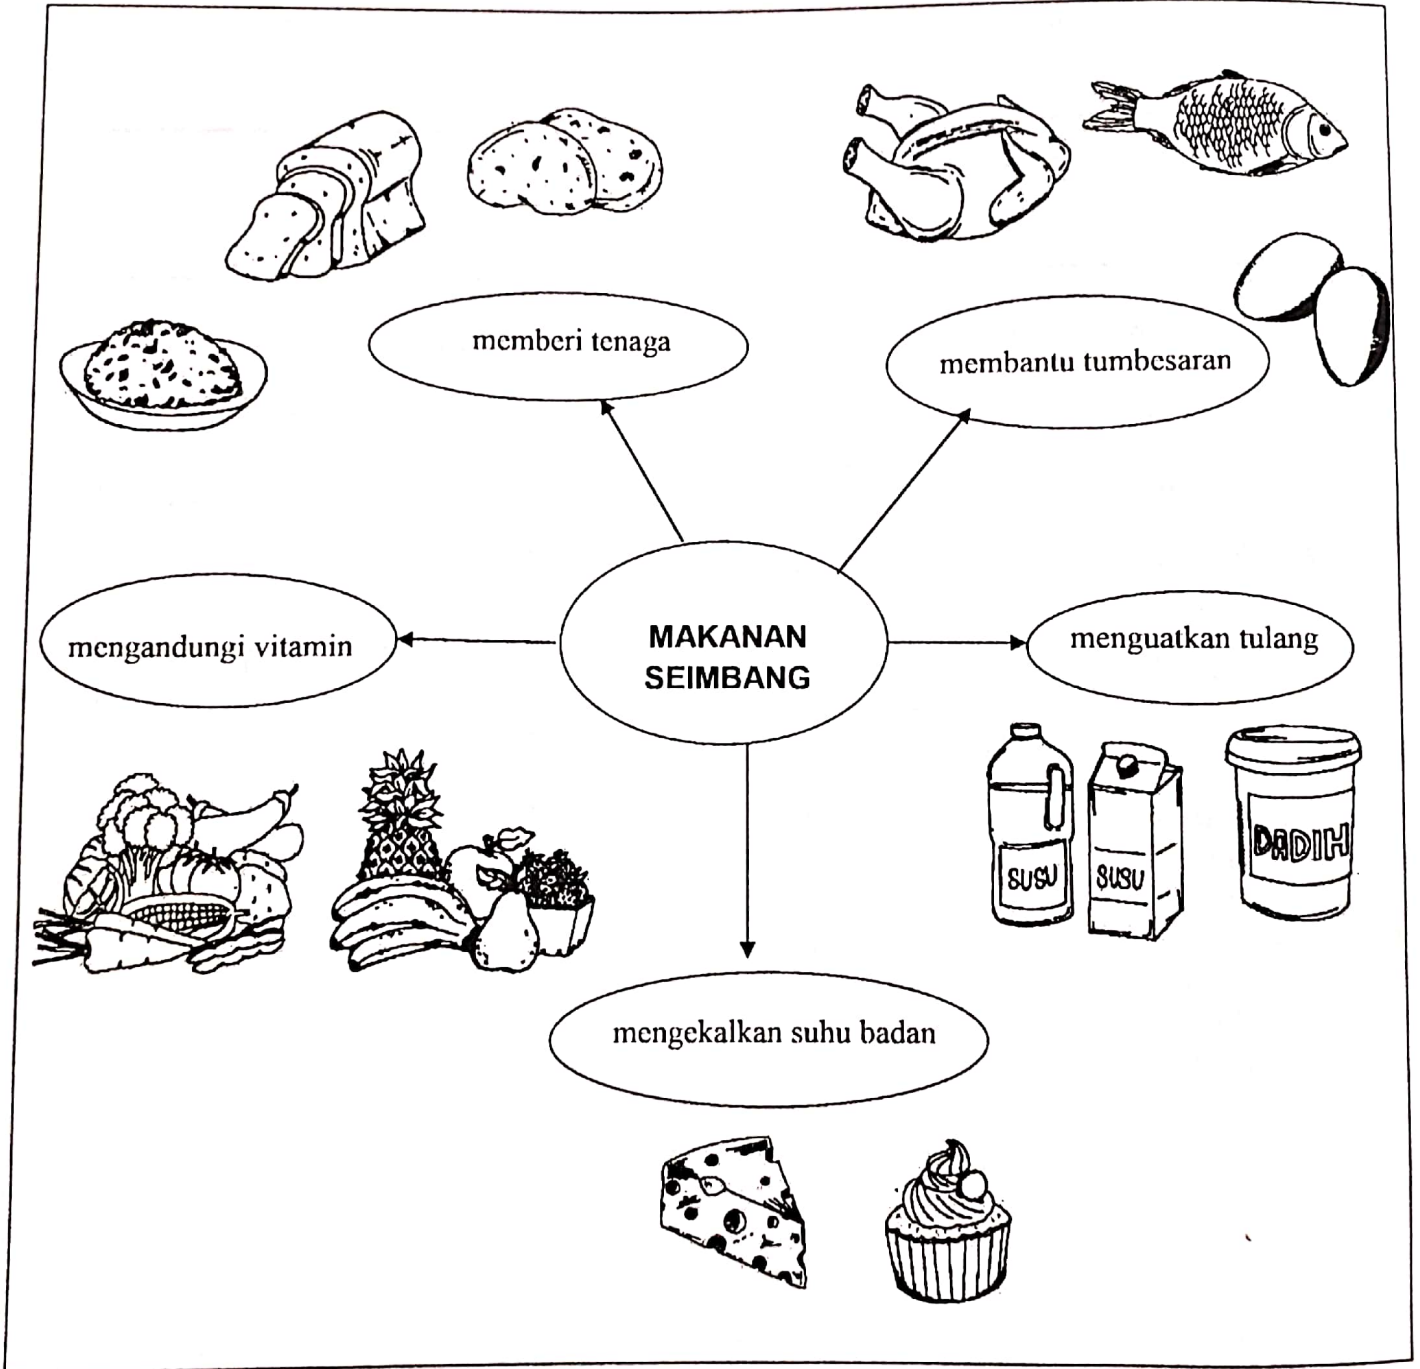 memberi tenaga
membantu tumbesaran
mengandungi vitamin
MAKANAN
SEIMBANG
menguatkan tulang
SUSU
SUSU
DADIH
mengekalkan suhu badan